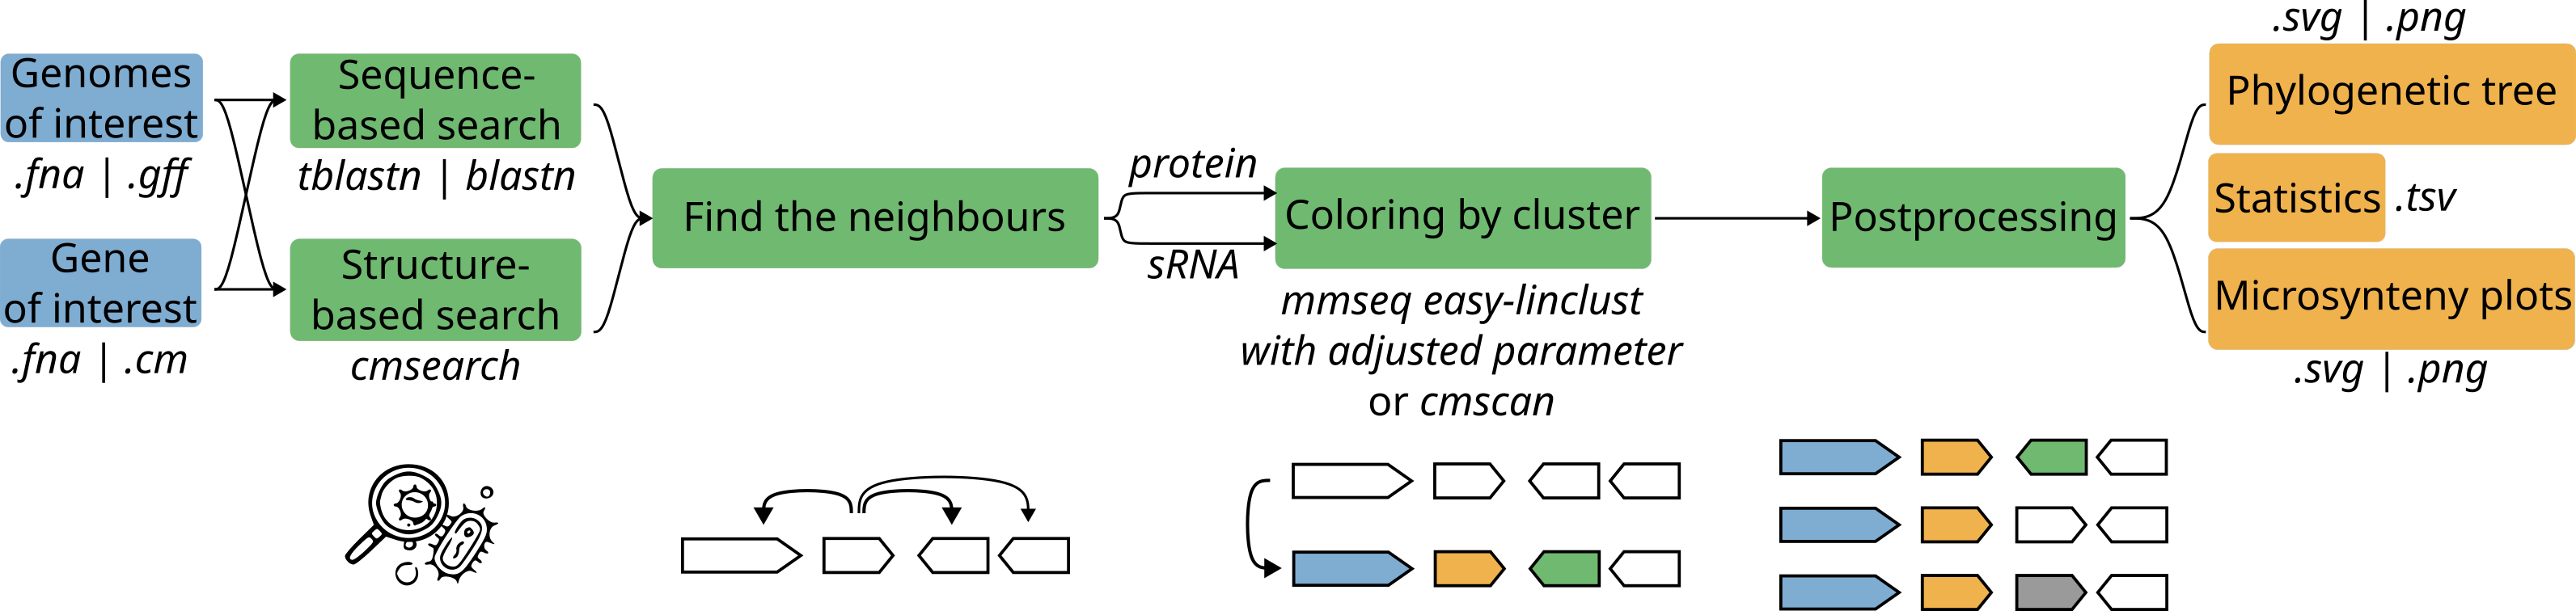 Genomes
of interest
.fna | .gff
Gene
of interest
.fna | .cm
Sequence-
based search
tblastn | blastn
Structure-
based search
cmsearch
Find the neighbours
protein
sRNA
Coloring by cluster
mmseq easy-linclust
with adjusted parameter
or cmscan
Postprocessing
.svg | .png
Phylogenetic tree
Statistics .tsv
Microsynteny plots
.svg | .png